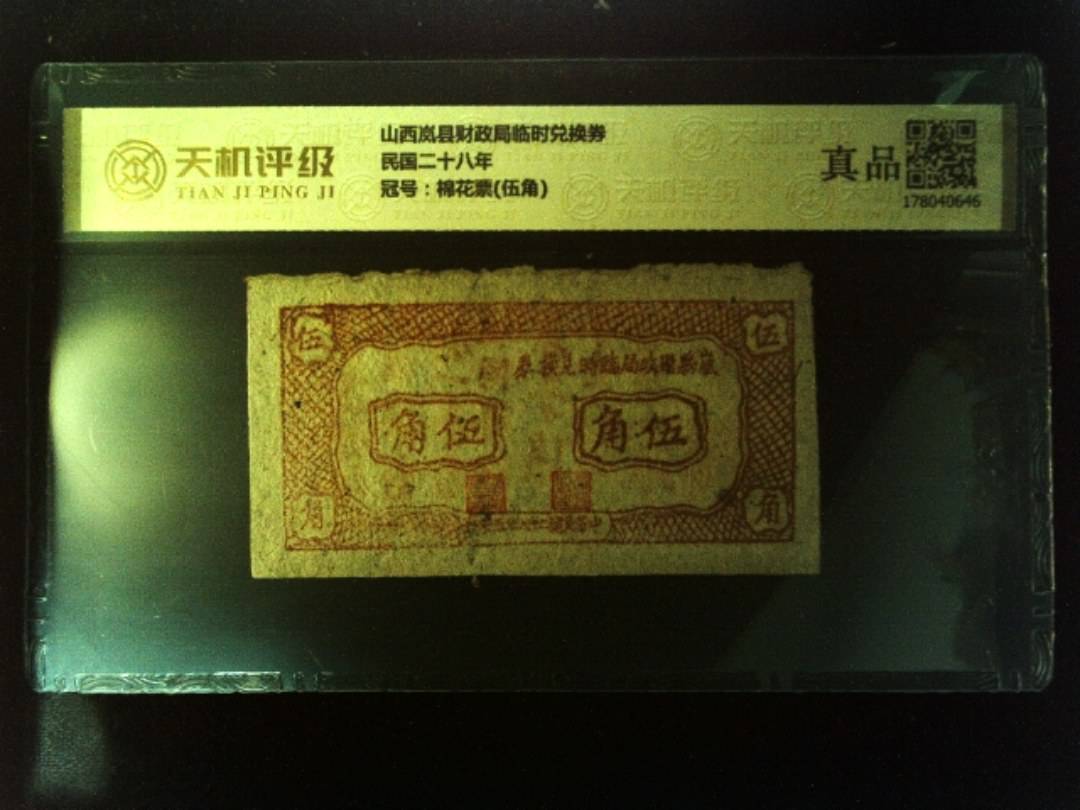 天机评级
TIAN JI PING JI
山西岚县财政局临时兑换券
民国二十八年
冠号：棉花票(伍角)
真品
178040646
伍
伍
角伍
角伍
角
角